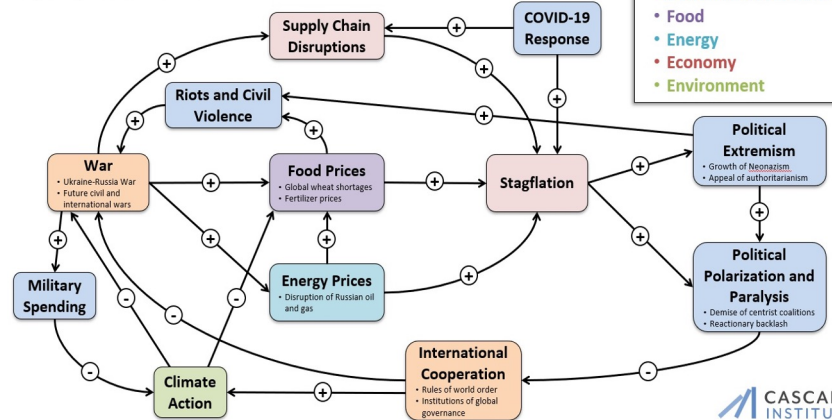 Supply Chain
Disruptions
+
COVID-19
Response
• Food
• Energy
• Economy
• Environment
+
+
+
Riots and Civil
Violence
+
+
+
War
• Ukraine-Russia War
• Future civil and
international wars
+
Food Prices
• Global wheat shortages
• Fertilizer prices
+
Stagflation
+
Political
Extremism
• Growth of Neonazism
• Appeal of authoritarianism
+
+
+
+
+
Military
Spending
-
-
Energy Prices
• Disruption of Russian oil
and gas
+
Political
Polarization and
Paralysis
• Demise of centrist coalitions
• Reactionary backlash
-
-
Climate
Action
+
International
Cooperation
• Rules of world order
• Institutions of global
governance
-
CASCA
INSTITU